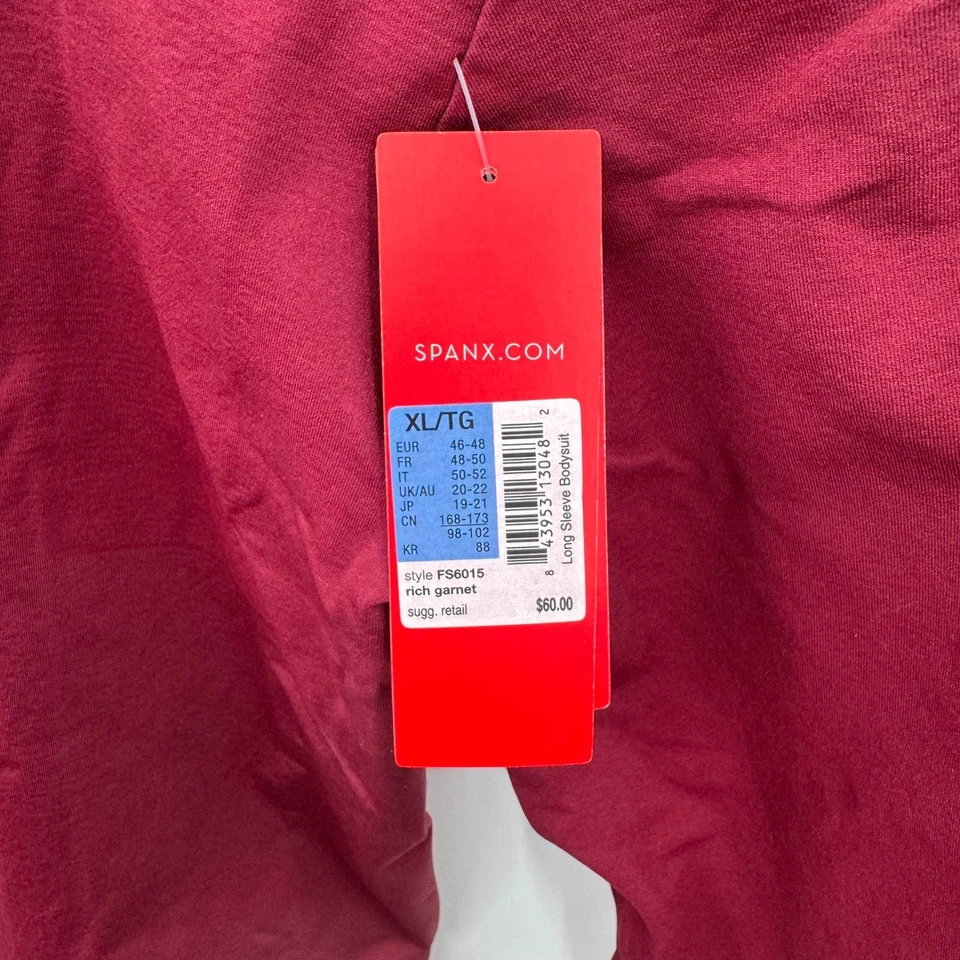 SPANX.COM
XL/TG
EUR 46-48
FR 48-50
IT 50-52
UK/AU 20-22
JP 19-21
CN 168-173
98-102
KR 88
8 43953 13048 2
Long Sleeve Bodysuit
style FS6015
rich garnet
sugg. retail $60.00